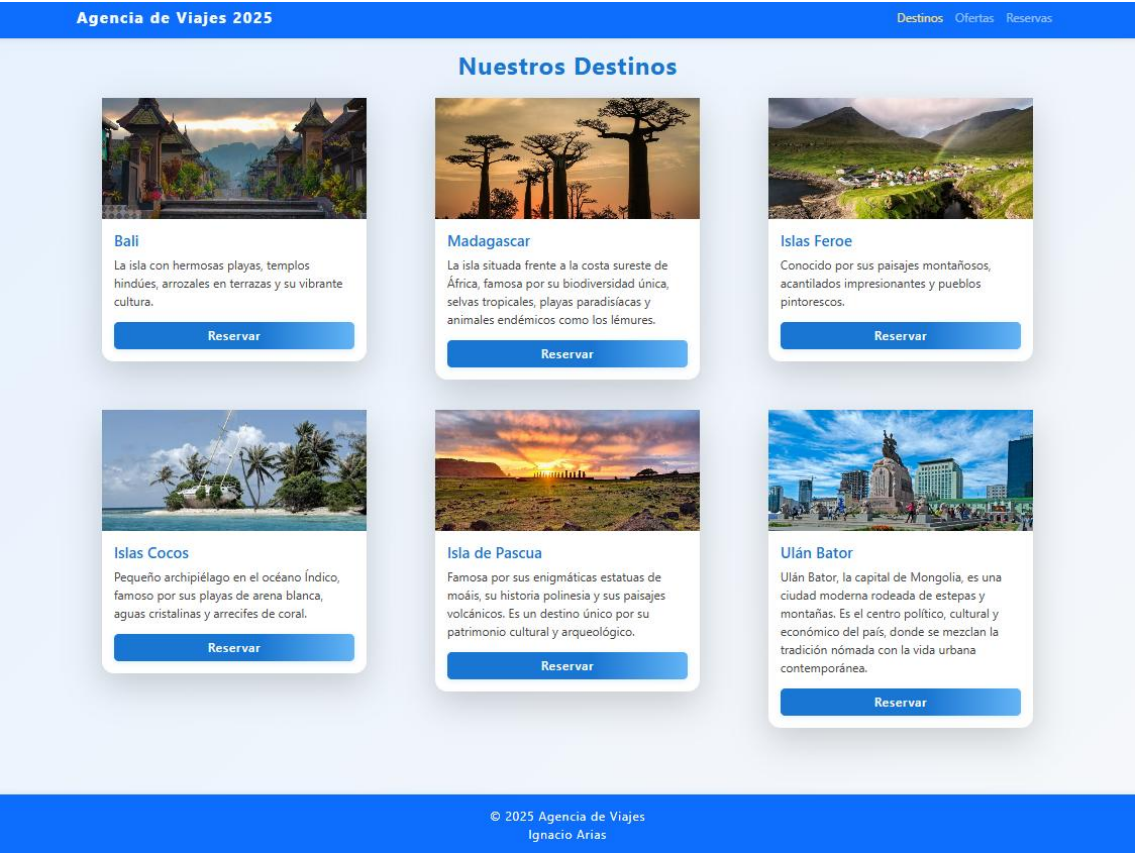 Agencia de Viajes 2025
Destinos Ofertas Reservas
Nuestros Destinos
Bali
La isla con hermosas playas, templos
hindúes, arrozales en terrazas y su vibrante
cultura.
Reservar
Madagascar
La isla situada frente a la costa sureste de
África, famosa por su biodiversidad única,
selvas tropicales, playas paradisíacas y
animales endémicos como los lémures.
Reservar
Islas Feroe
Conocido por sus paisajes montañosos,
acantilados impresionantes y pueblos
pintorescos.
Reservar
Islas Cocos
Pequeño archipiélago en el océano Índico,
famoso por sus playas de arena blanca,
aguas cristalinas y arrecifes de coral.
Reservar
Isla de Pascua
Famosa por sus enigmáticas estatuas de
moáis, su historia polinesia y sus paisajes
volcánicos. Es un destino único por su
patrimonio cultural y arqueológico.
Reservar
Ulán Bator
Ulán Bator, la capital de Mongolia, es una
ciudad moderna rodeada de estepas y
montañas. Es el centro político, cultural y
económico del país, donde se mezclan la
tradición nómada con la vida urbana
contemporánea.
Reservar
© 2025 Agencia de Viajes
Ignacio Arias